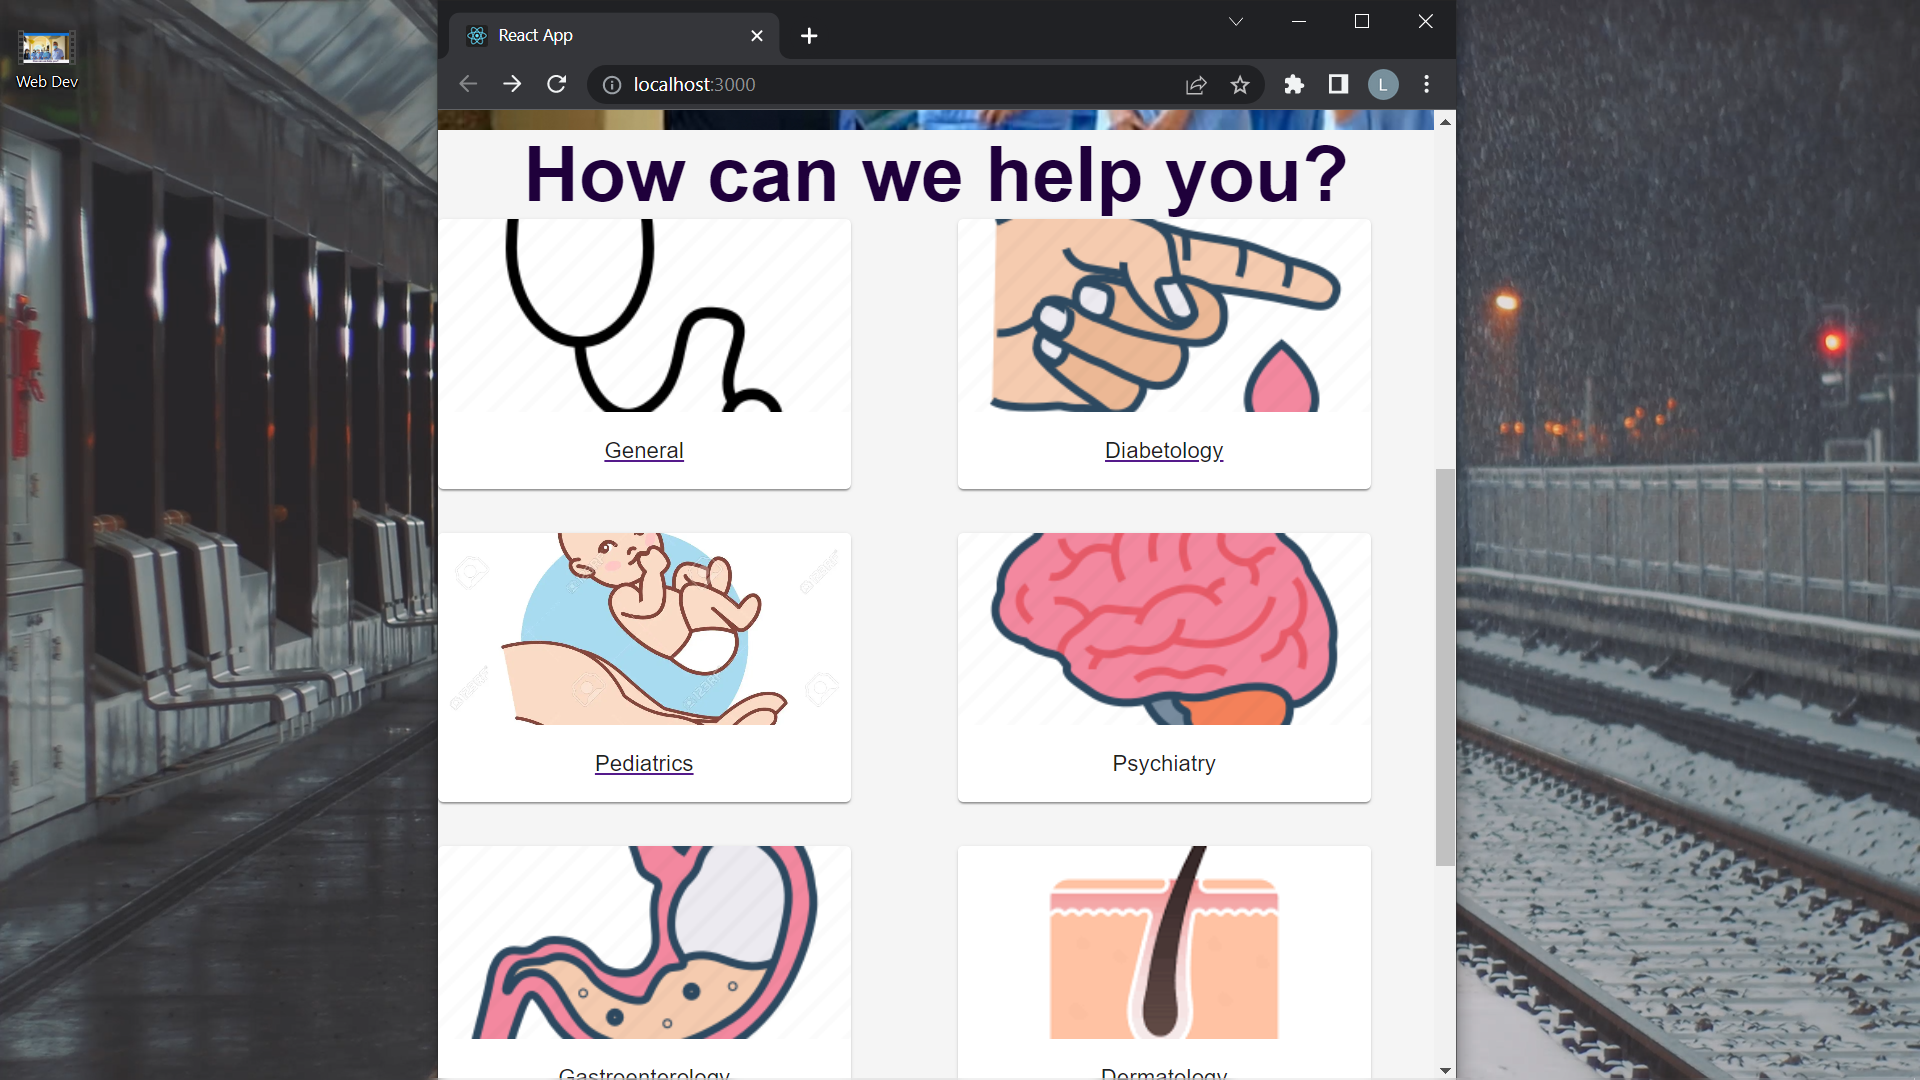 Web Dev
React App
localhost:3000
L
How can we help you?
General
Diabetology
Pediatrics
Psychiatry
Gastroenterology
Dermatology